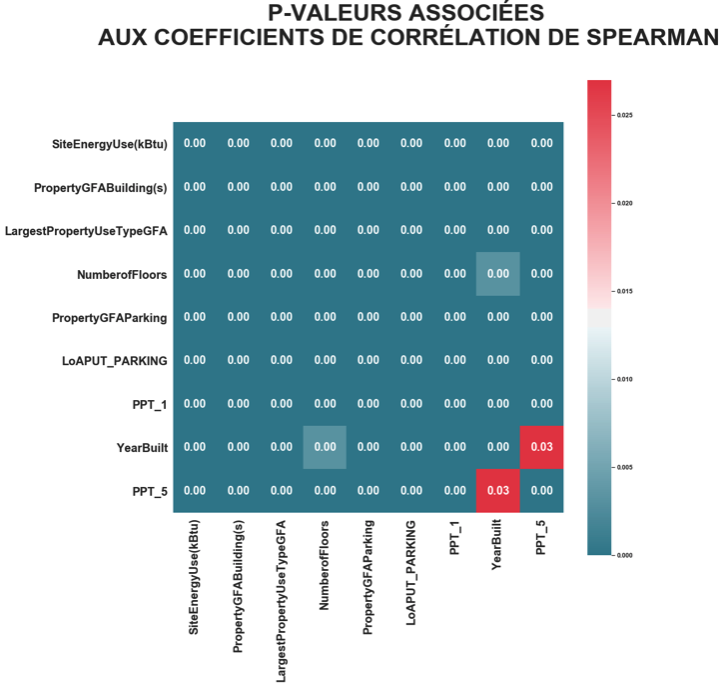 P-VALEURS ASSOCIÉES
AUX COEFFICIENTS DE CORRÉLATION DE SPEARMAN
SiteEnergyUse(kBtu) 0.00 0.00 0.00 0.00 0.00 0.00 0.00 0.00 0.00
PropertyGFABuilding(s) 0.00 0.00 0.00 0.00 0.00 0.00 0.00 0.00 0.00
LargestPropertyUseTypeGFA 0.00 0.00 0.00 0.00 0.00 0.00 0.00 0.00 0.00
NumberofFloors 0.00 0.00 0.00 0.00 0.00 0.00 0.00 0.00 0.00
PropertyGFAParking 0.00 0.00 0.00 0.00 0.00 0.00 0.00 0.00 0.00
LoAPUT_PARKING 0.00 0.00 0.00 0.00 0.00 0.00 0.00 0.00 0.00
PPT_1 0.00 0.00 0.00 0.00 0.00 0.00 0.00 0.00 0.00
YearBuilt 0.00 0.00 0.00 0.00 0.00 0.00 0.00 0.00 0.03
PPT_5 0.00 0.00 0.00 0.00 0.00 0.00 0.00 0.03 0.00
SiteEnergyUse(kBtu)
PropertyGFABuilding(s)
LargestPropertyUseTypeGFA
NumberofFloors
PropertyGFAParking
LoAPUT_PARKING
PPT_1
YearBuilt
PPT_5
0.025
0.020
0.015
0.010
0.005
0.000